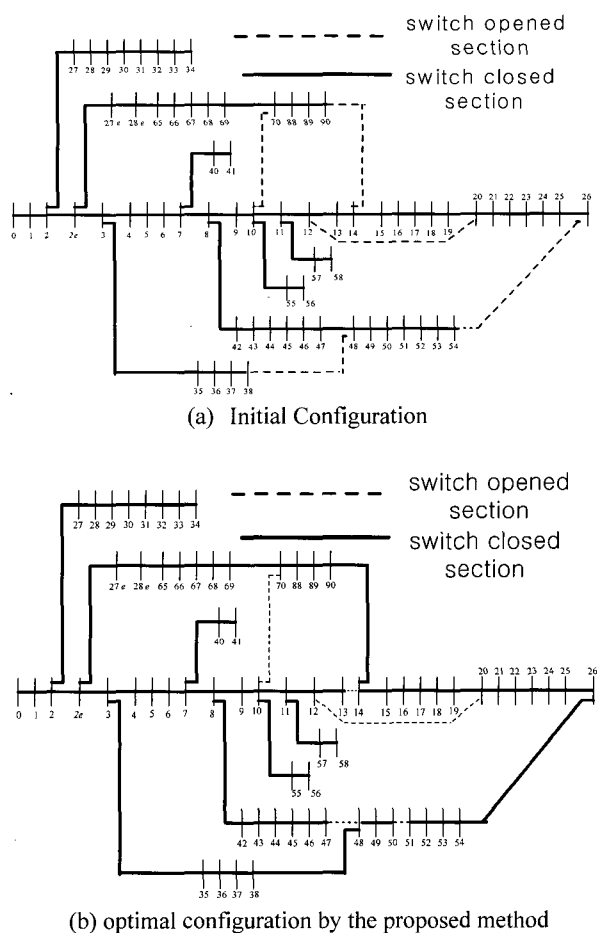 switch opened
section
27 28 29 30 31 32 33 34
switch closed
section
27 e 28 e 65 66 67 68 69 70 88 89 90
40 41
20 21 22 23 24 25 26
0 1 2 2e 3 4 5 6 7 8 9 10 11 12 13 14 15 16 17 18 19
57 58
55 56
42 43 44 45 46 47 48 49 50 51 52 53 54
35 36 37 38
(a) Initial Configuration
switch opened
section
27 28 29 30 31 32 33 34
switch closed
section
27 e 28 e 65 66 67 68 69 70 88 89 90
40 41
20 21 22 23 24 25 26
0 1 2 2e 3 4 5 6 7 8 9 10 11 12 13 14 15 16 17 18 19
57 58
55 56
42 43 44 45 46 47 48 49 50 51 52 53 54
35 36 37 38
(b) optimal configuration by the proposed method